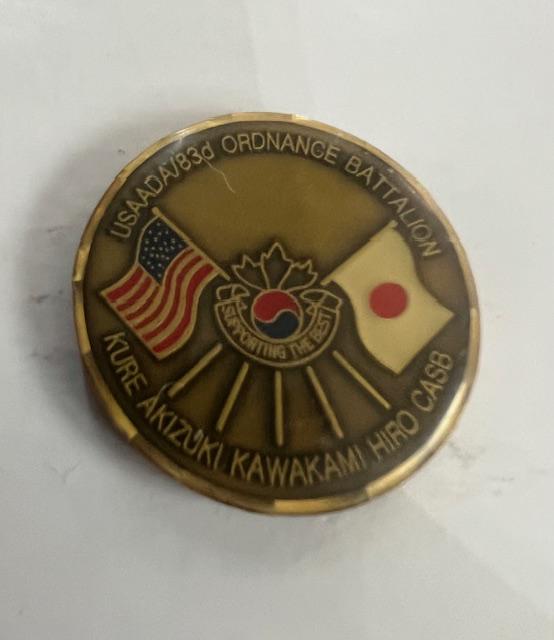 USAADA/83d ORDNANCE BATTALION
SUPPORTING THE BEST
KURE AKIZUKI KAWAKAMI HIRO CASB